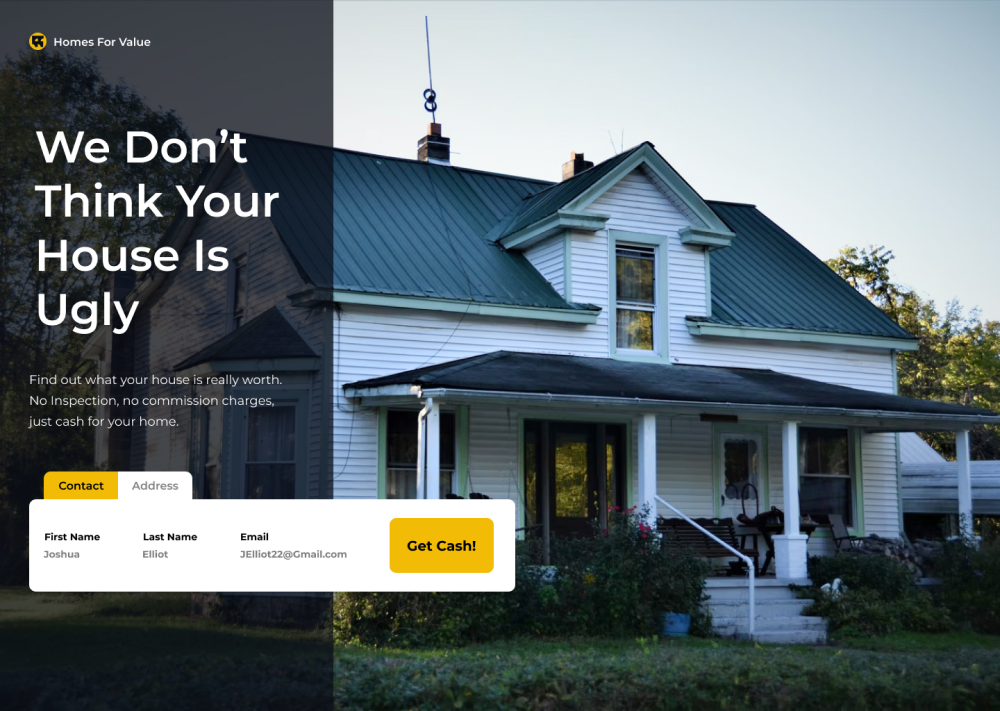 Homes For Value
We Don’t
Think Your
House Is
Ugly
Find out what your house is really worth.
No Inspection, no commission charges,
just cash for your home.
Contact Address
First Name Last Name Email
Joshua Elliot JElliot22@Gmail.com
Get Cash!